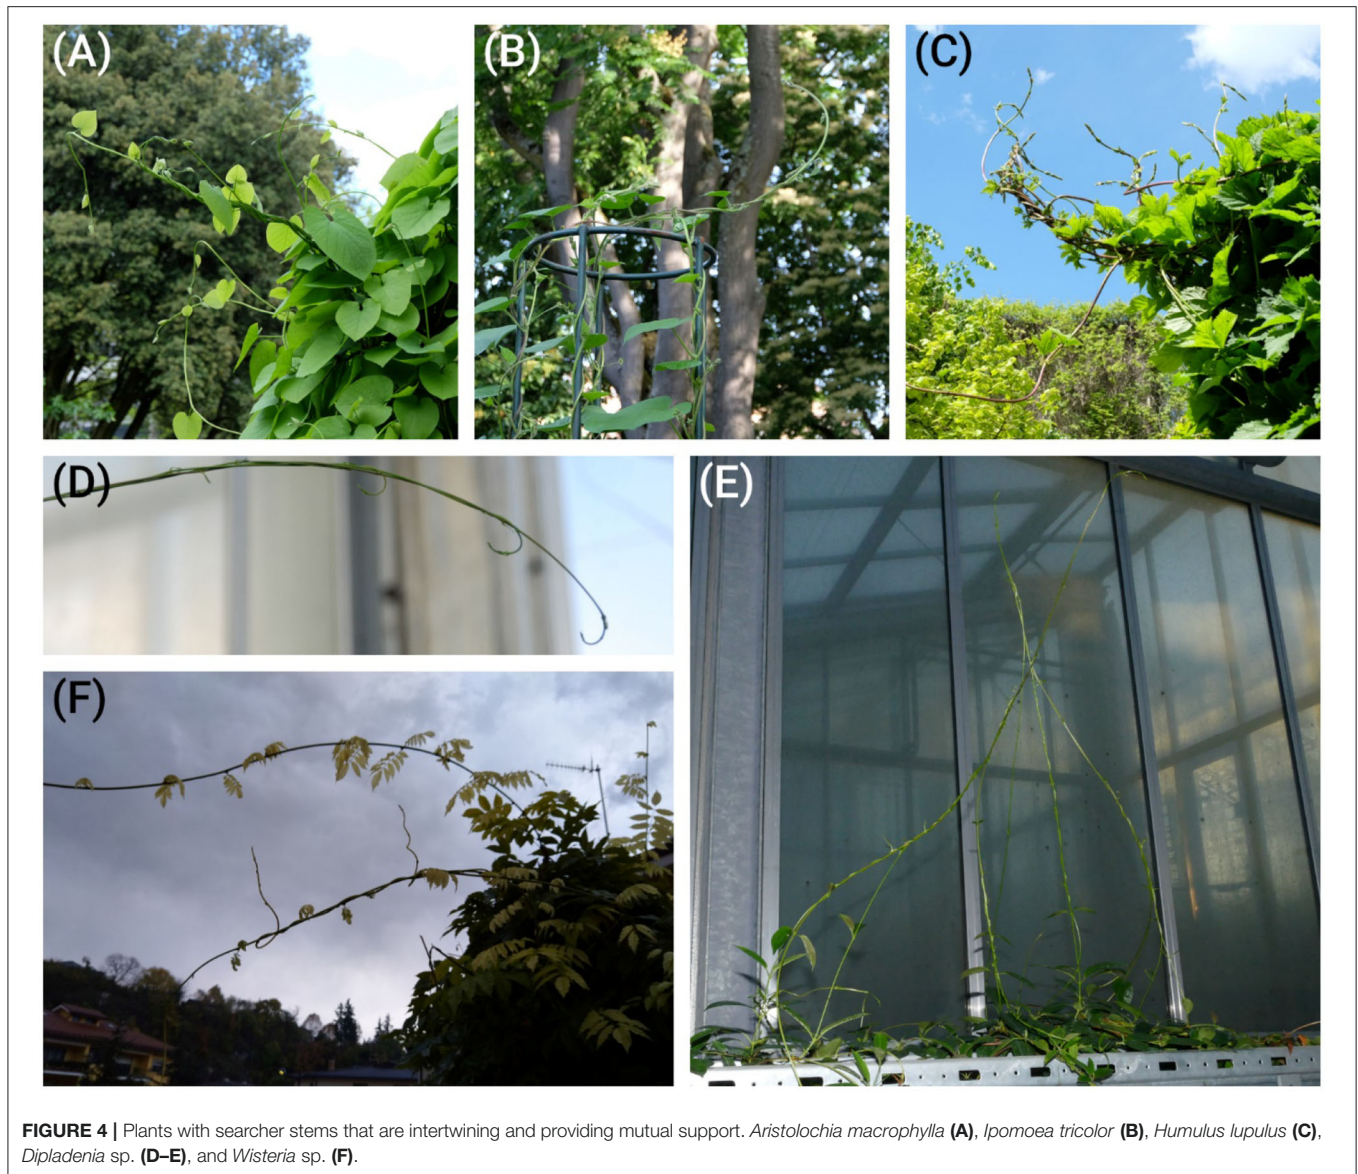 (A)
(B)
(C)
(D)
(E)
(F)
FIGURE 4 | Plants with searcher stems that are intertwining and providing mutual support. Aristolochia macrophylla (A), Ipomoea tricolor (B), Humulus lupulus (C),
Dipladenia sp. (D–E), and Wisteria sp. (F).